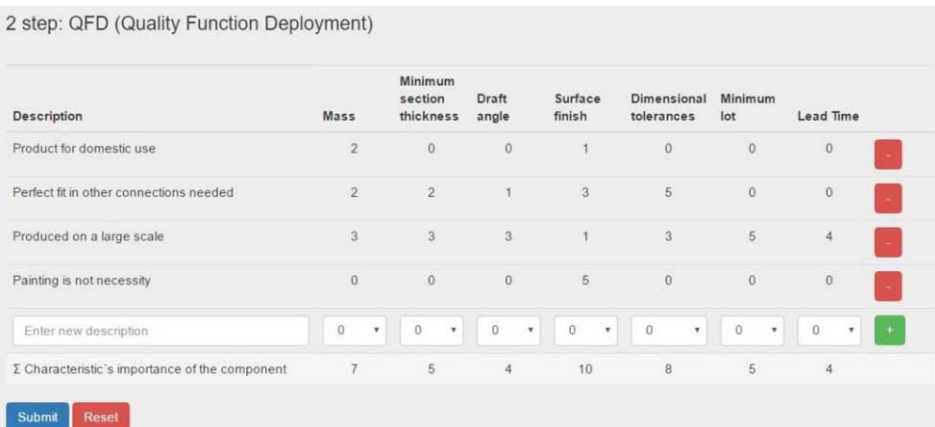 2 step: QFD (Quality Function Deployment)
Description Mass Minimum section thickness Draft angle Surface finish Dimensional tolerances Minimum lot Lead Time
Product for domestic use 2 0 0 1 0 0 0 -
Perfect fit in other connections needed 2 2 1 3 5 0 0 -
Produced on a large scale 3 3 3 1 3 5 4 -
Painting is not necessity 0 0 0 5 0 0 0 -
Enter new description 0 0 0 0 0 0 0 +
Σ Characteristic´s importance of the component 7 5 4 10 8 5 4
Submit Reset